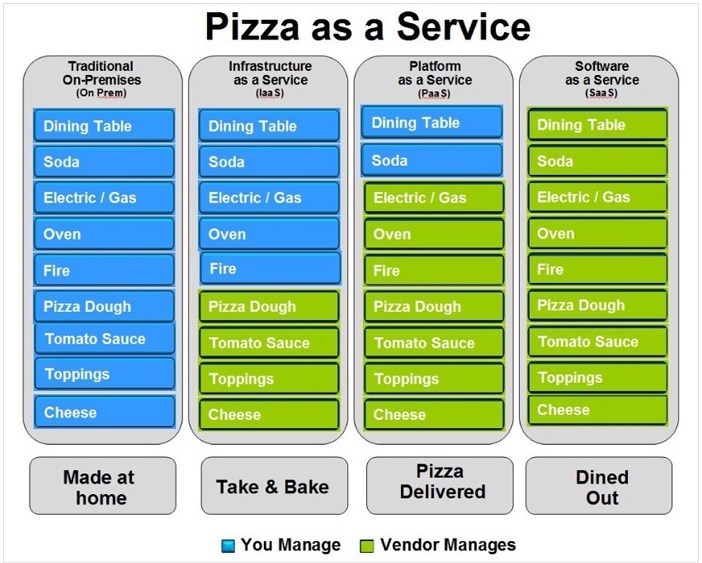 Pizza as a Service
Traditional
On-Premises
(On Prem)
Dining Table
Soda
Electric / Gas
Oven
Fire
Pizza Dough
Tomato Sauce
Toppings
Cheese
Made at
home
Infrastructure
as a Service
(IaaS)
Dining Table
Soda
Electric / Gas
Oven
Fire
Pizza Dough
Tomato Sauce
Toppings
Cheese
Take & Bake
Platform
as a Service
(PaaS)
Dining Table
Soda
Electric / Gas
Oven
Fire
Pizza Dough
Tomato Sauce
Toppings
Cheese
Pizza
Delivered
Software
as a Service
(SaaS)
Dining Table
Soda
Electric / Gas
Oven
Fire
Pizza Dough
Tomato Sauce
Toppings
Cheese
Dined
Out
You Manage
Vendor Manages